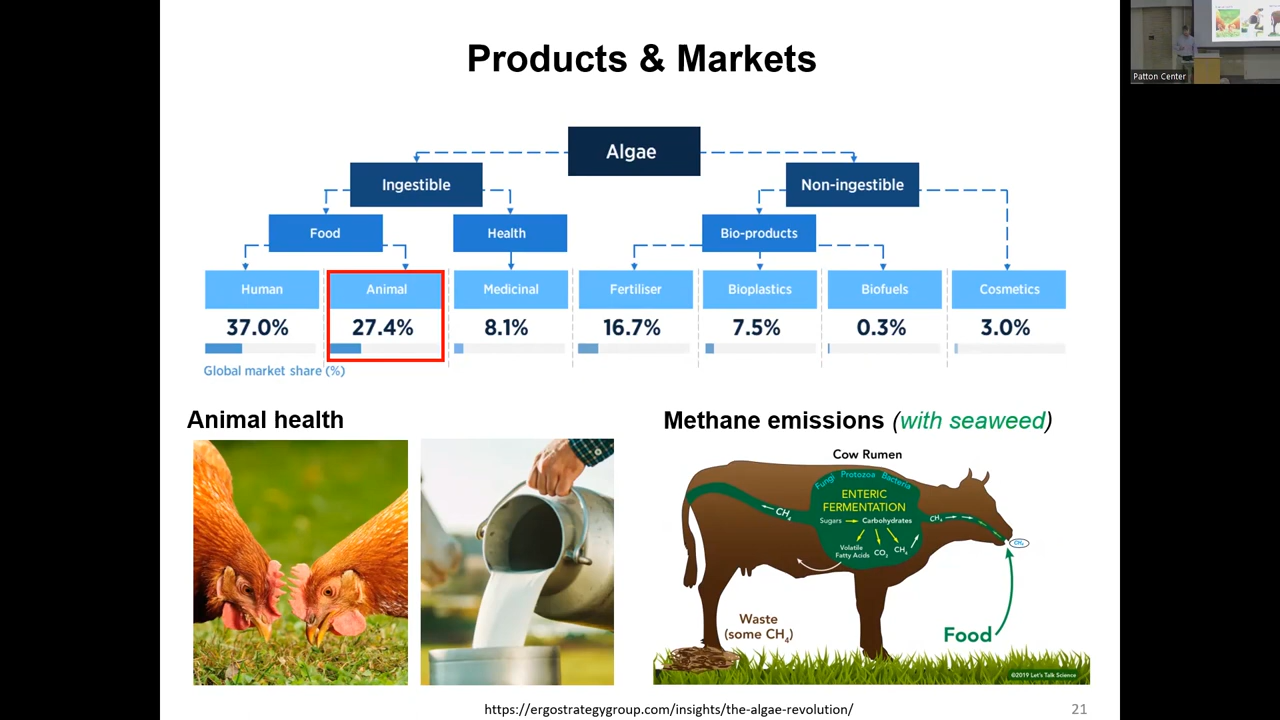 Products & Markets
Patton Center
Algae
Ingestible
Non-ingestible
Food
Health
Bio-products
Human
Animal
Medicinal
Fertiliser
Bioplastics
Biofuels
Cosmetics
37.0%
27.4%
8.1%
16.7%
7.5%
0.3%
3.0%
Global market share (%)
Animal health
Methane emissions (with seaweed)
Cow Rumen
Fungi Protozoa Bacteria
ENTERIC
FERMENTATION
Sugars
Carbohydrates
Volatile
Fatty Acids
CO₂
CH₄
CH₄
CH₄
CH₄
Waste
(some CH₄)
Food
©2019 Let's Talk Science
https://ergostrategygroup.com/insights/the-algae-revolution/
21